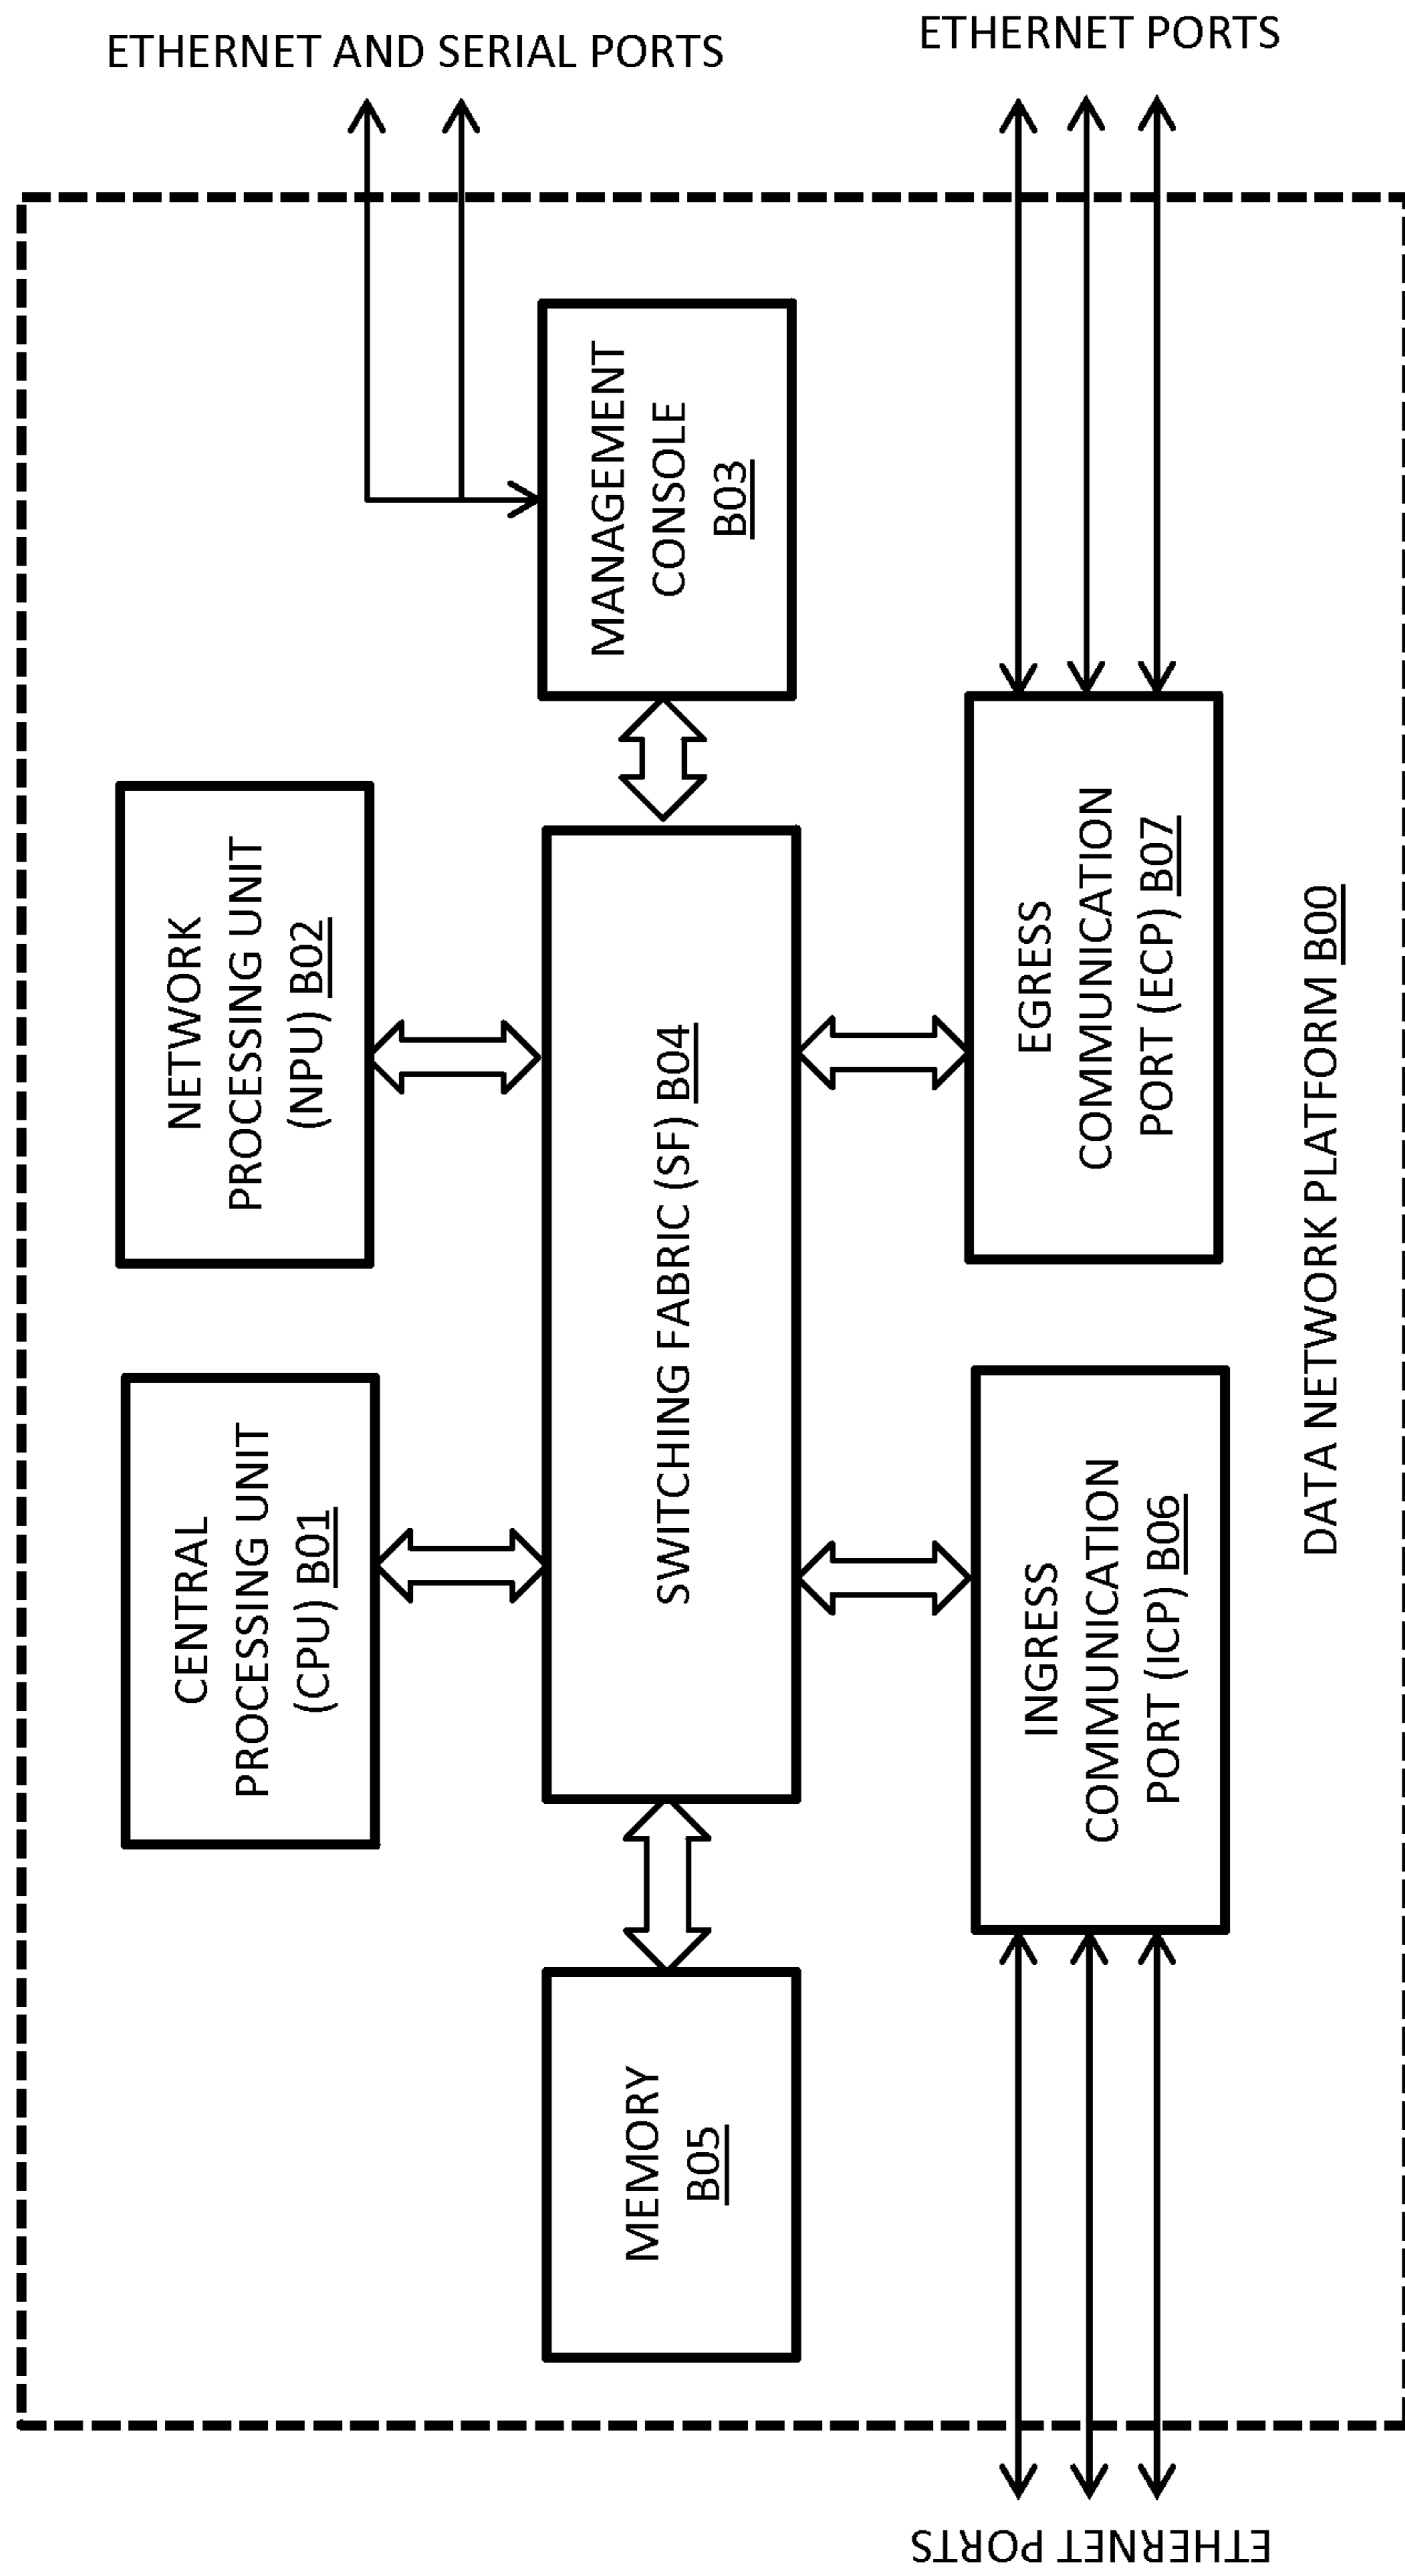 ETHERNET AND SERIAL PORTS
ETHERNET PORTS
CENTRAL
PROCESSING UNIT
(CPU) B01
NETWORK
PROCESSING UNIT
(NPU) B02
MEMORY
B05
SWITCHING FABRIC (SF) B04
MANAGEMENT
CONSOLE
B03
INGRESS
COMMUNICATION
PORT (ICP) B06
EGRESS
COMMUNICATION
PORT (ECP) B07
DATA NETWORK PLATFORM B00
ETHERNET PORTS